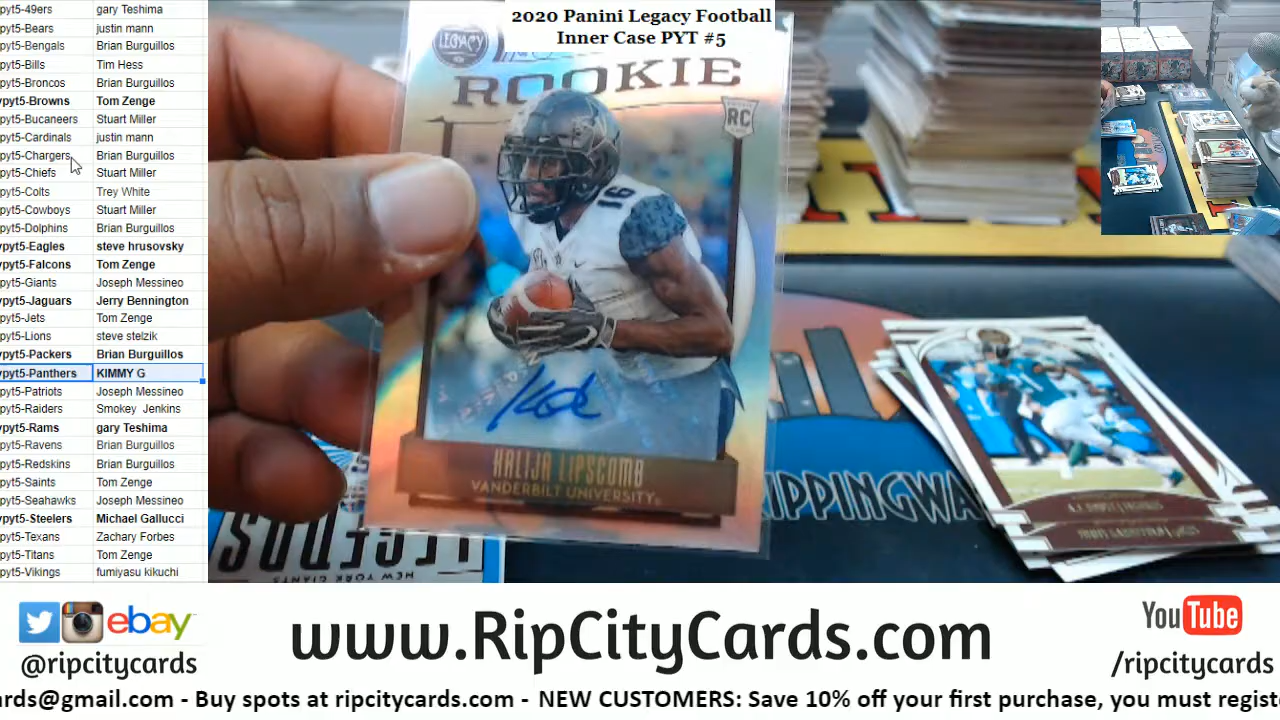 pyt5-49ers gary Teshima
pyt5-Bears justin mann
pyt5-Bengals Brian Burguillos
pyt5-Bills Tim Hess
pyt5-Broncos Brian Burguillos
pyt5-Browns Tom Zenge
pyt5-Bucaneers Stuart Miller
pyt5-Cardinals justin mann
pyt5-Chargers Brian Burguillos
pyt5-Chiefs Stuart Miller
pyt5-Colts Trey White
pyt5-Cowboys Stuart Miller
pyt5-Dolphins Brian Burguillos
pyt5-Eagles steve hrusovsky
pyt5-Falcons Tom Zenge
pyt5-Giants Joseph Messineo
pyt5-Jaguars Jerry Bennington
pyt5-Jets Tom Zenge
pyt5-Lions steve stelzik
pyt5-Packers Brian Burguillos
pyt5-Panthers KIMMY G
pyt5-Patriots Joseph Messineo
pyt5-Raiders Smokey Jenkins
pyt5-Rams gary Teshima
pyt5-Ravens Brian Burguillos
pyt5-Redskins Brian Burguillos
pyt5-Saints Tom Zenge
pyt5-Seahawks Joseph Messineo
pyt5-Steelers Michael Gallucci
pyt5-Texans Zachary Forbes
pyt5-Titans Tom Zenge
pyt5-Vikings fumiyasu kikuchi
2020 Panini Legacy Football
Inner Case PYT #5
LEGACY
ROOKIE
RC
16
KALIJA LIPSCOMB
VANDERBILT UNIVERSITY
NEW YORK GIANTS
ebay
@ripcitycards
www.RipCityCards.com
YouTube
/ripcitycards
ards@gmail.com - Buy spots at ripcitycards.com - NEW CUSTOMERS: Save 10% off your first purchase, you must regist